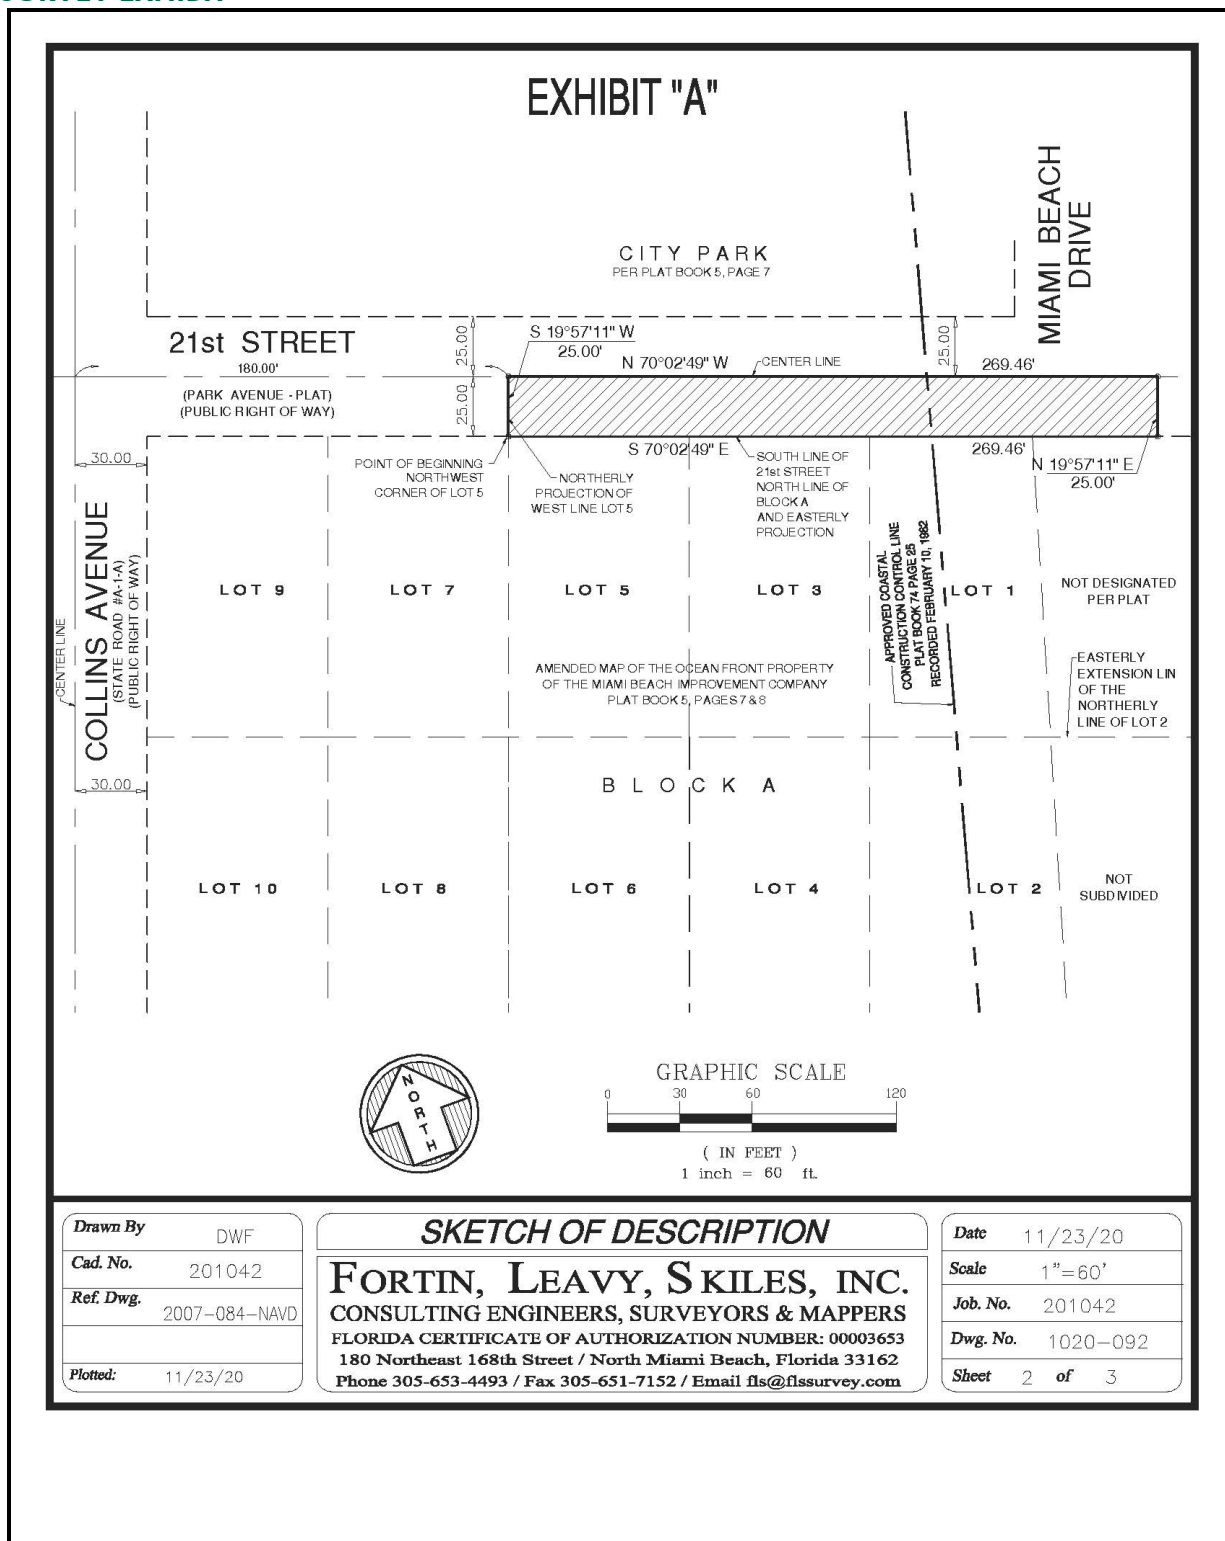 EXHIBIT "A"
MIAMI BEACH
DRIVE
CITY PARK
PER PLAT BOOK 5, PAGE 7
21st STREET
180.00'
(PARK AVENUE - PLAT)
(PUBLIC RIGHT OF WAY)
25.00
25.00
S 19°57'11" W
25.00'
N 70°02'49" W
CENTER LINE
25.00
269.46'
S 70°02'49" E
269.46'
N 19°57'11" E
25.00'
30.00
POINT OF BEGINNING
NORTHWEST
CORNER OF LOT 5
NORTHERLY
PROJECTION OF
WEST LINE LOT 5
SOUTH LINE OF
21st STREET
NORTH LINE OF
BLOCK A
AND EASTERLY
PROJECTION
CENTER LINE
COLLINS AVENUE
(STATE ROAD #A-1-A)
(PUBLIC RIGHT OF WAY)
LOT 9
LOT 7
LOT 5
LOT 3
APPROVED COASTAL
CONSTRUCTION CONTROL LINE
PLAT BOOK 74 PAGE 25
RECORDED FEBRUARY 10, 1982
LOT 1
NOT DESIGNATED
PER PLAT
AMENDED MAP OF THE OCEAN FRONT PROPERTY
OF THE MIAMI BEACH IMPROVEMENT COMPANY
PLAT BOOK 5, PAGES 7 & 8
EASTERLY
EXTENSION LIN
OF THE
NORTHERLY
LINE OF LOT 2
30.00
BLOCK A
LOT 10
LOT 8
LOT 6
LOT 4
LOT 2
NOT
SUBDIVIDED
NORTH
GRAPHIC SCALE
0 30 60 120
( IN FEET )
1 inch = 60 ft.
Drawn By DWF
Cad. No. 201042
Ref. Dwg.
2007-084-NAVD
Plotted: 11/23/20
SKETCH OF DESCRIPTION
FORTIN, LEAVY, SKILES, INC.
CONSULTING ENGINEERS, SURVEYORS & MAPPERS
FLORIDA CERTIFICATE OF AUTHORIZATION NUMBER: 00003653
180 Northeast 168th Street / North Miami Beach, Florida 33162
Phone 305-653-4493 / Fax 305-651-7152 / Email fls@flssurvey.com
Date 11/23/20
Scale 1"=60'
Job. No. 201042
Dwg. No. 1020-092
Sheet 2 of 3